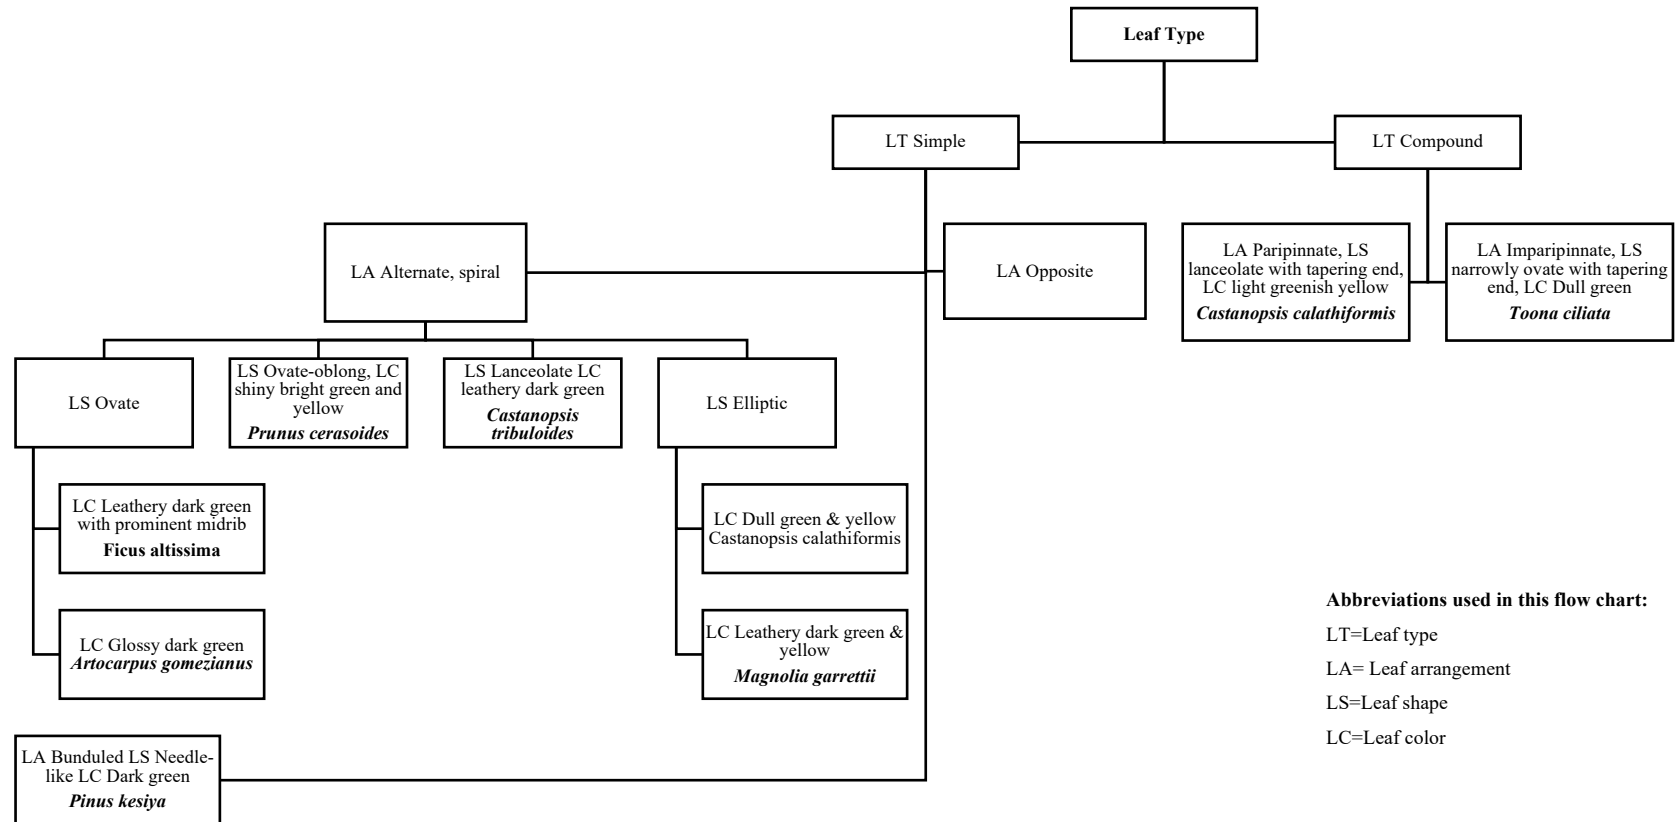 Leaf Type
LT Simple
LT Compound
LA Alternate, spiral
LA Opposite
LA Paripinnate, LS
lanceolate with tapering end,
LC light greenish yellow
Castanopsis calathiformis
LA Imparipinnate, LS
narrowly ovate with tapering
end, LC Dull green
Toona ciliata
LS Ovate
LS Ovate-oblong, LC
shiny bright green and
yellow
Prunus cerasoides
LS Lanceolate LC
leathery dark green
Castanopsis
tribuloides
LS Elliptic
LC Leathery dark green
with prominent midrib
Ficus altissima
LC Dull green & yellow
Castanopsis calathiformis
LC Glossy dark green
Artocarpus gomezianus
LC Leathery dark green &
yellow
Magnolia garrettii
LA Bunduled LS Needle-
like LC Dark green
Pinus kesiya
Abbreviations used in this flow chart:
LT=Leaf type
LA= Leaf arrangement
LS=Leaf shape
LC=Leaf color